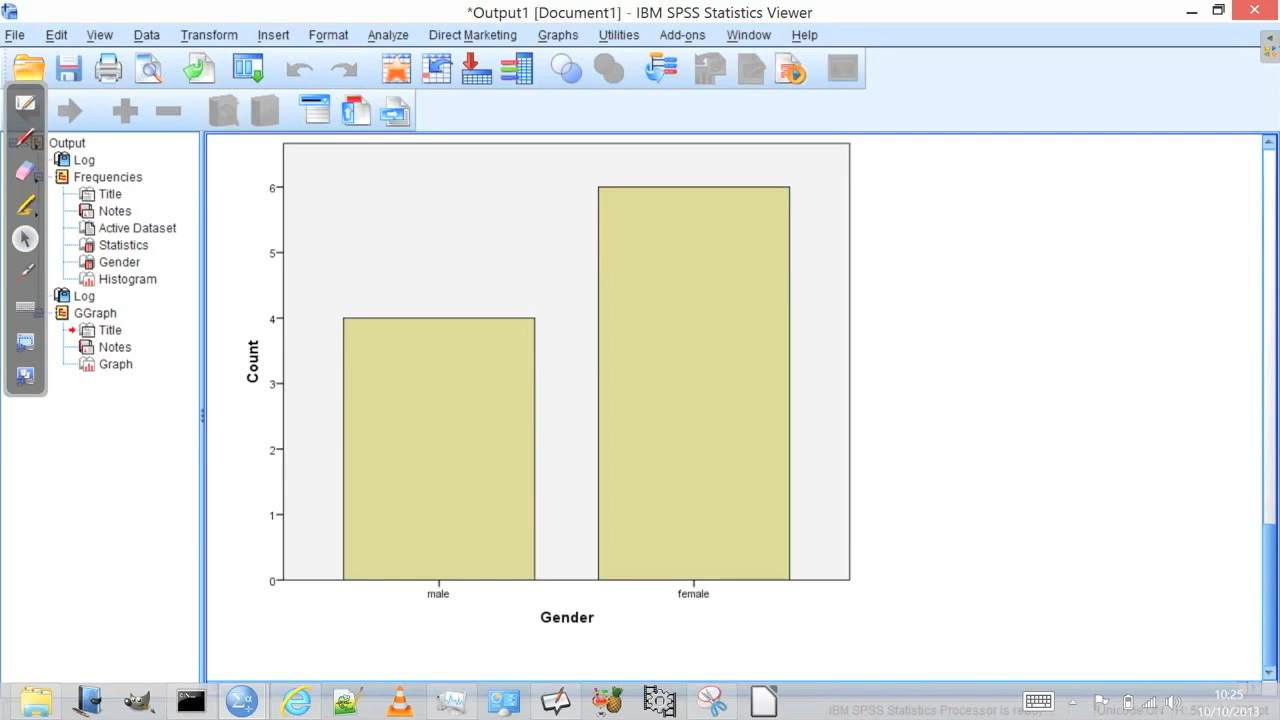 *Output1 [Document1] - IBM SPSS Statistics Viewer
File Edit View Data Transform Insert Format Analyze Direct Marketing Graphs Utilities Add-ons Window Help
Output
Log
Frequencies
Title
Notes
Active Dataset
Statistics
Gender
Histogram
Log
GGraph
Title
Notes
Graph
6
5
4
3
2
1
0
Count
male female
Gender
10:25
IBM SPSS Statistics Processor is ready
10/10/2013